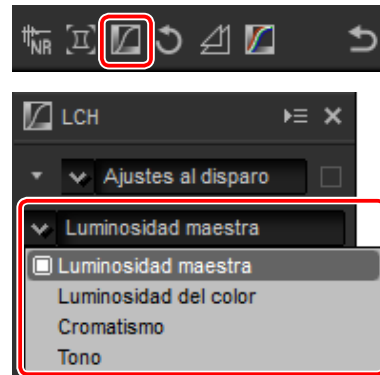 NR
LCH
Ajustes al disparo
Luminosidad maestra
Luminosidad maestra
Luminosidad del color
Cromatismo
Tono